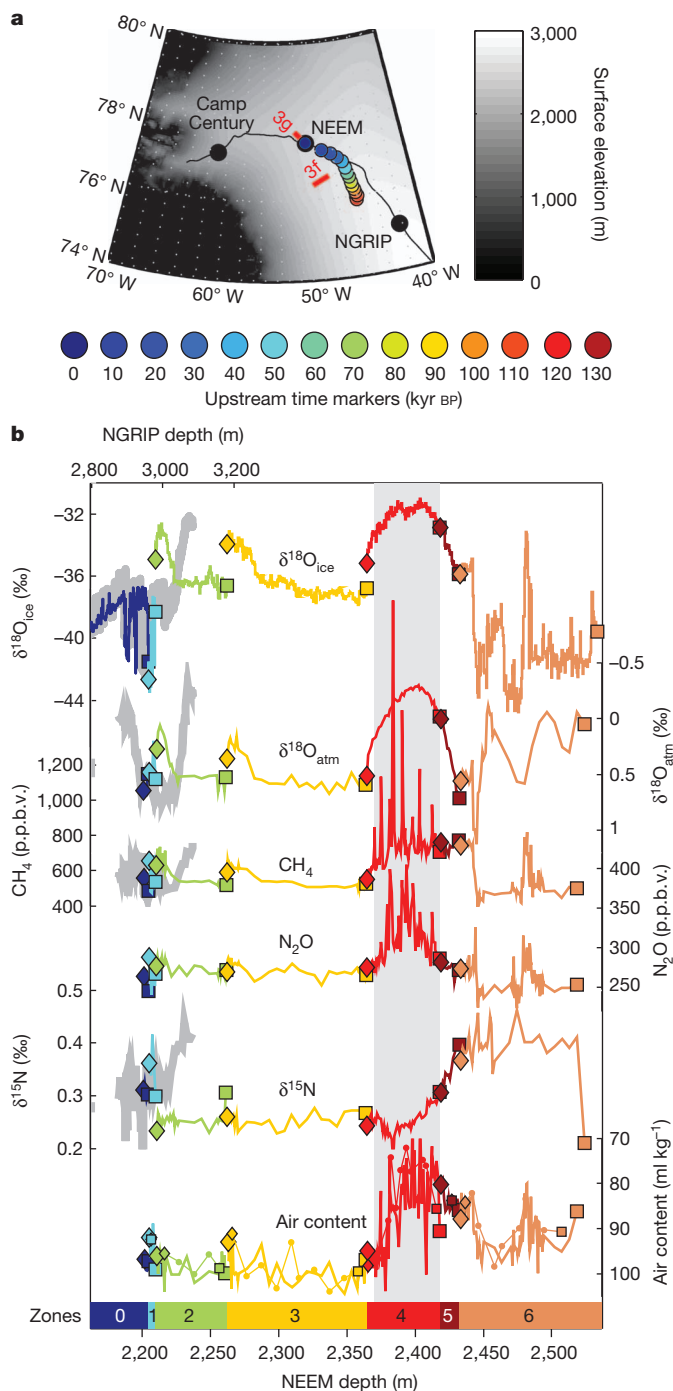 a
80° N
78° N
76° N
74° N
70° W
60° W
50° W
40° W
Camp
Century
3g
NEEM
3f
NGRIP
3,000
2,000
1,000
0
Surface elevation (m)
0 10 20 30 40 50 60 70 80 90 100 110 120 130
Upstream time markers (kyr BP)
b
NGRIP depth (m)
2,800 3,000 3,200
−32
−36
−40
−44
δ18Oice (‰)
δ18Oice
−0.5
0
0.5
1
δ18Oatm (‰)
δ18Oatm
1,200
1,000
800
600
400
CH4 (p.p.b.v.)
CH4
400
350
300
250
N2O (p.p.b.v.)
N2O
0.5
0.4
0.3
0.2
δ15N (‰)
δ15N
70
80
90
100
Air content (ml kg−1)
Air content
Zones 0 1 2 3 4 5 6
2,200 2,250 2,300 2,350 2,400 2,450 2,500
NEEM depth (m)